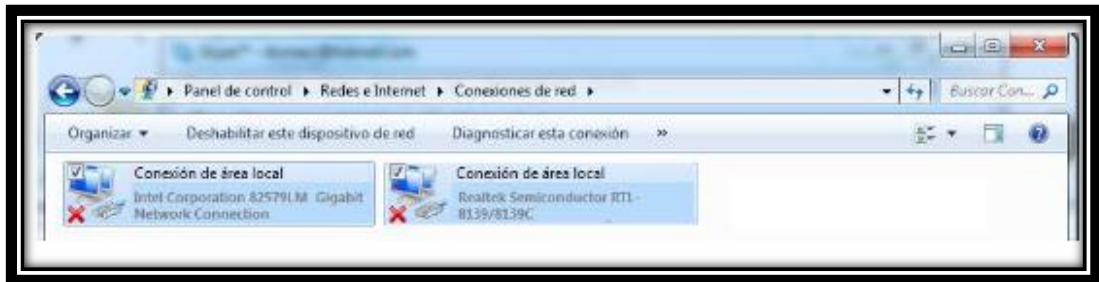 Panel de control ▸ Redes e Internet ▸ Conexiones de red ▸
Buscar Con...
Organizar ▾ Deshabilitar este dispositivo de red Diagnosticar esta conexión »
Conexión de área local
Intel Corporation 82579LM Gigabit
Network Connection
Conexión de área local
Realtek Semiconductor RTL-
8139/8139C